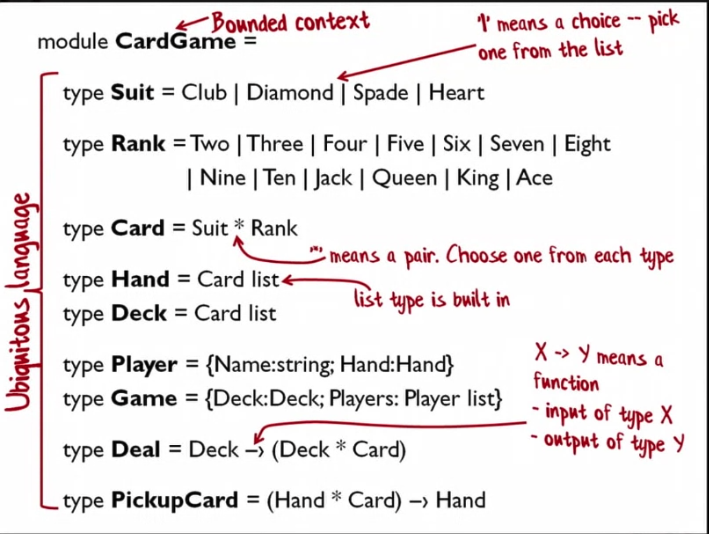 Bounded context
module CardGame =
'|' means a choice -- pick
one from the list
type Suit = Club | Diamond | Spade | Heart
type Rank = Two | Three | Four | Five | Six | Seven | Eight
| Nine | Ten | Jack | Queen | King | Ace
type Card = Suit * Rank
'*' means a pair. Choose one from each type
type Hand = Card list
list type is built in
type Deck = Card list
type Player = {Name:string; Hand:Hand}
type Game = {Deck:Deck; Players: Player list}
X -> Y means a
function
- input of type X
- output of type Y
type Deal = Deck –› (Deck * Card)
type PickupCard = (Hand * Card) –› Hand
Ubiquitous language